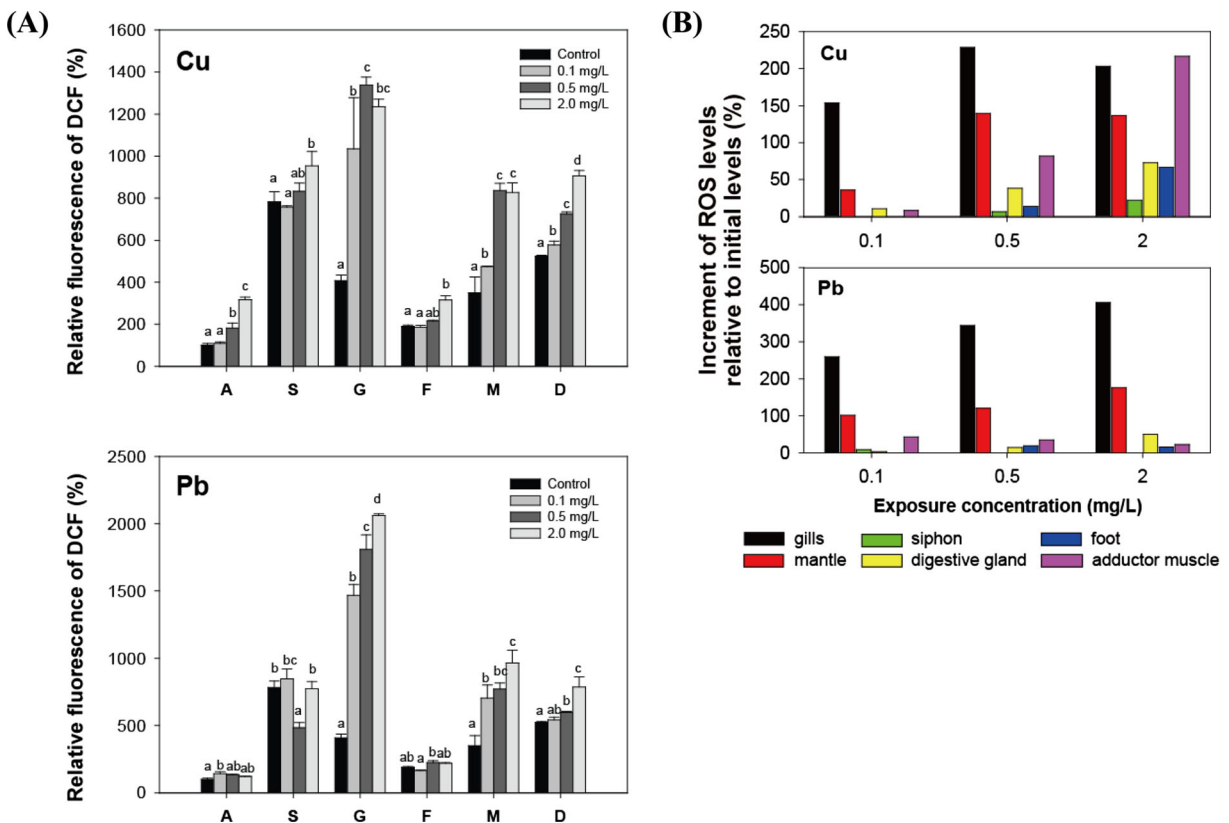 (A)
Cu
Relative fluorescence of DCF (%)
1600
1400
1200
1000
800
600
400
200
0
Control
0.1 mg/L
0.5 mg/L
2.0 mg/L
a a b c
a a ab b
a b c bc
a a ab b
a b c c
a b c d
A S G F M D
Pb
Relative fluorescence of DCF (%)
2500
2000
1500
1000
500
0
Control
0.1 mg/L
0.5 mg/L
2.0 mg/L
a b ab ab
b bc a b
a b c d
ab a b ab
a b bc c
a ab b c
A S G F M D
(B)
Increment of ROS levels
relative to initial levels (%)
Cu
250
200
150
100
50
0
0.1 0.5 2
Pb
500
400
300
200
100
0
0.1 0.5 2
Exposure concentration (mg/L)
gills siphon foot
mantle digestive gland adductor muscle